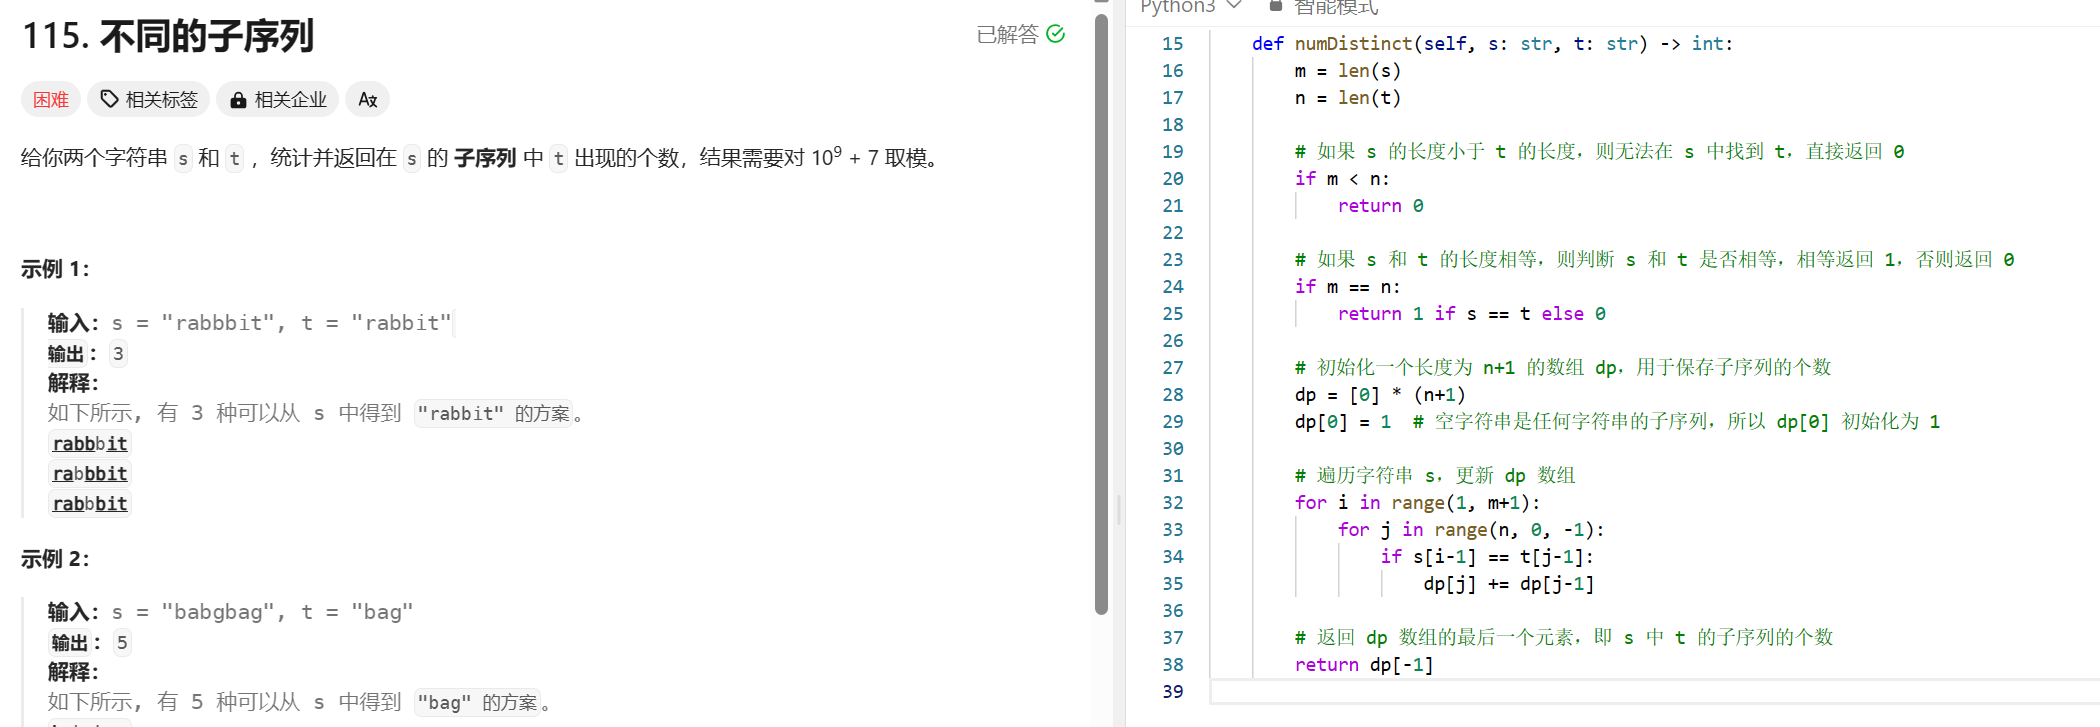 115. 不同的子序列
已解答
困难 相关标签 相关企业
给你两个字符串 s 和 t ，统计并返回在 s 的 子序列 中 t 出现的个数，结果需要对 10⁹ + 7 取模。
示例 1：
输入：s = "rabbbit", t = "rabbit"
输出：3
解释：
如下所示, 有 3 种可以从 s 中得到 "rabbit" 的方案。
rabbbit
rabbbit
rabbbit
示例 2：
输入：s = "babgbag", t = "bag"
输出：5
解释：
如下所示, 有 5 种可以从 s 中得到 "bag" 的方案。
Python3 智能模式
15 def numDistinct(self, s: str, t: str) -> int:
16 m = len(s)
17 n = len(t)
18
19 # 如果 s 的长度小于 t 的长度，则无法在 s 中找到 t，直接返回 0
20 if m < n:
21 return 0
22
23 # 如果 s 和 t 的长度相等，则判断 s 和 t 是否相等，相等返回 1，否则返回 0
24 if m == n:
25 return 1 if s == t else 0
26
27 # 初始化一个长度为 n+1 的数组 dp，用于保存子序列的个数
28 dp = [0] * (n+1)
29 dp[0] = 1  # 空字符串是任何字符串的子序列，所以 dp[0] 初始化为 1
30
31 # 遍历字符串 s，更新 dp 数组
32 for i in range(1, m+1):
33 for j in range(n, 0, -1):
34 if s[i-1] == t[j-1]:
35 dp[j] += dp[j-1]
36
37 # 返回 dp 数组的最后一个元素，即 s 中 t 的子序列的个数
38 return dp[-1]
39